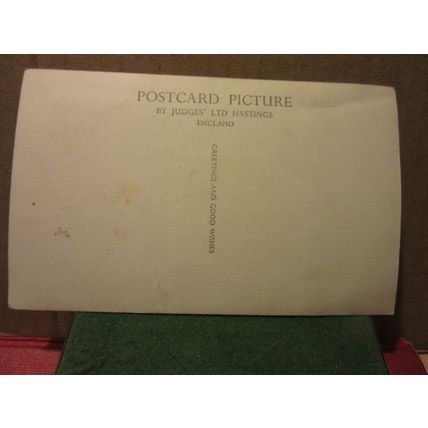 POSTCARD PICTURE
BY JUDGES' LTD HASTINGS
ENGLAND
GREETINGS AND GOOD WISHES